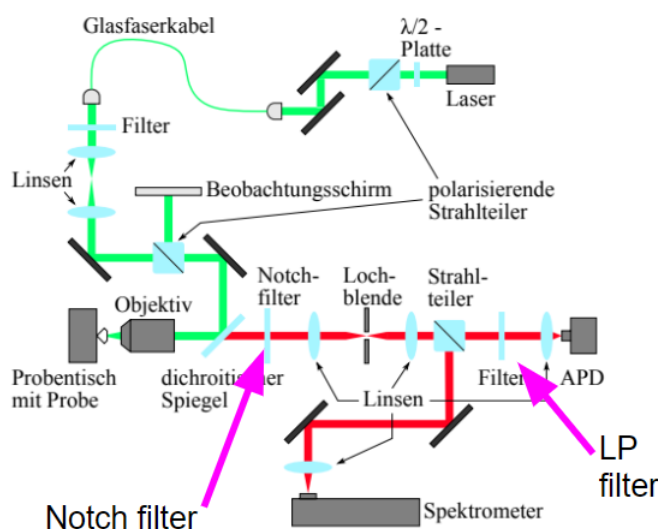 Glasfaserkabel
λ/2 -
Platte
Laser
Filter
Linsen
Beobachtungsschirm
polarisierende
Strahlteiler
Objektiv
Notch-
filter
Loch-
blende
Strahl-
teiler
Probentisch
mit Probe
dichroitischer
Spiegel
Linsen
Filter
APD
LP
filter
Notch filter
Spektrometer